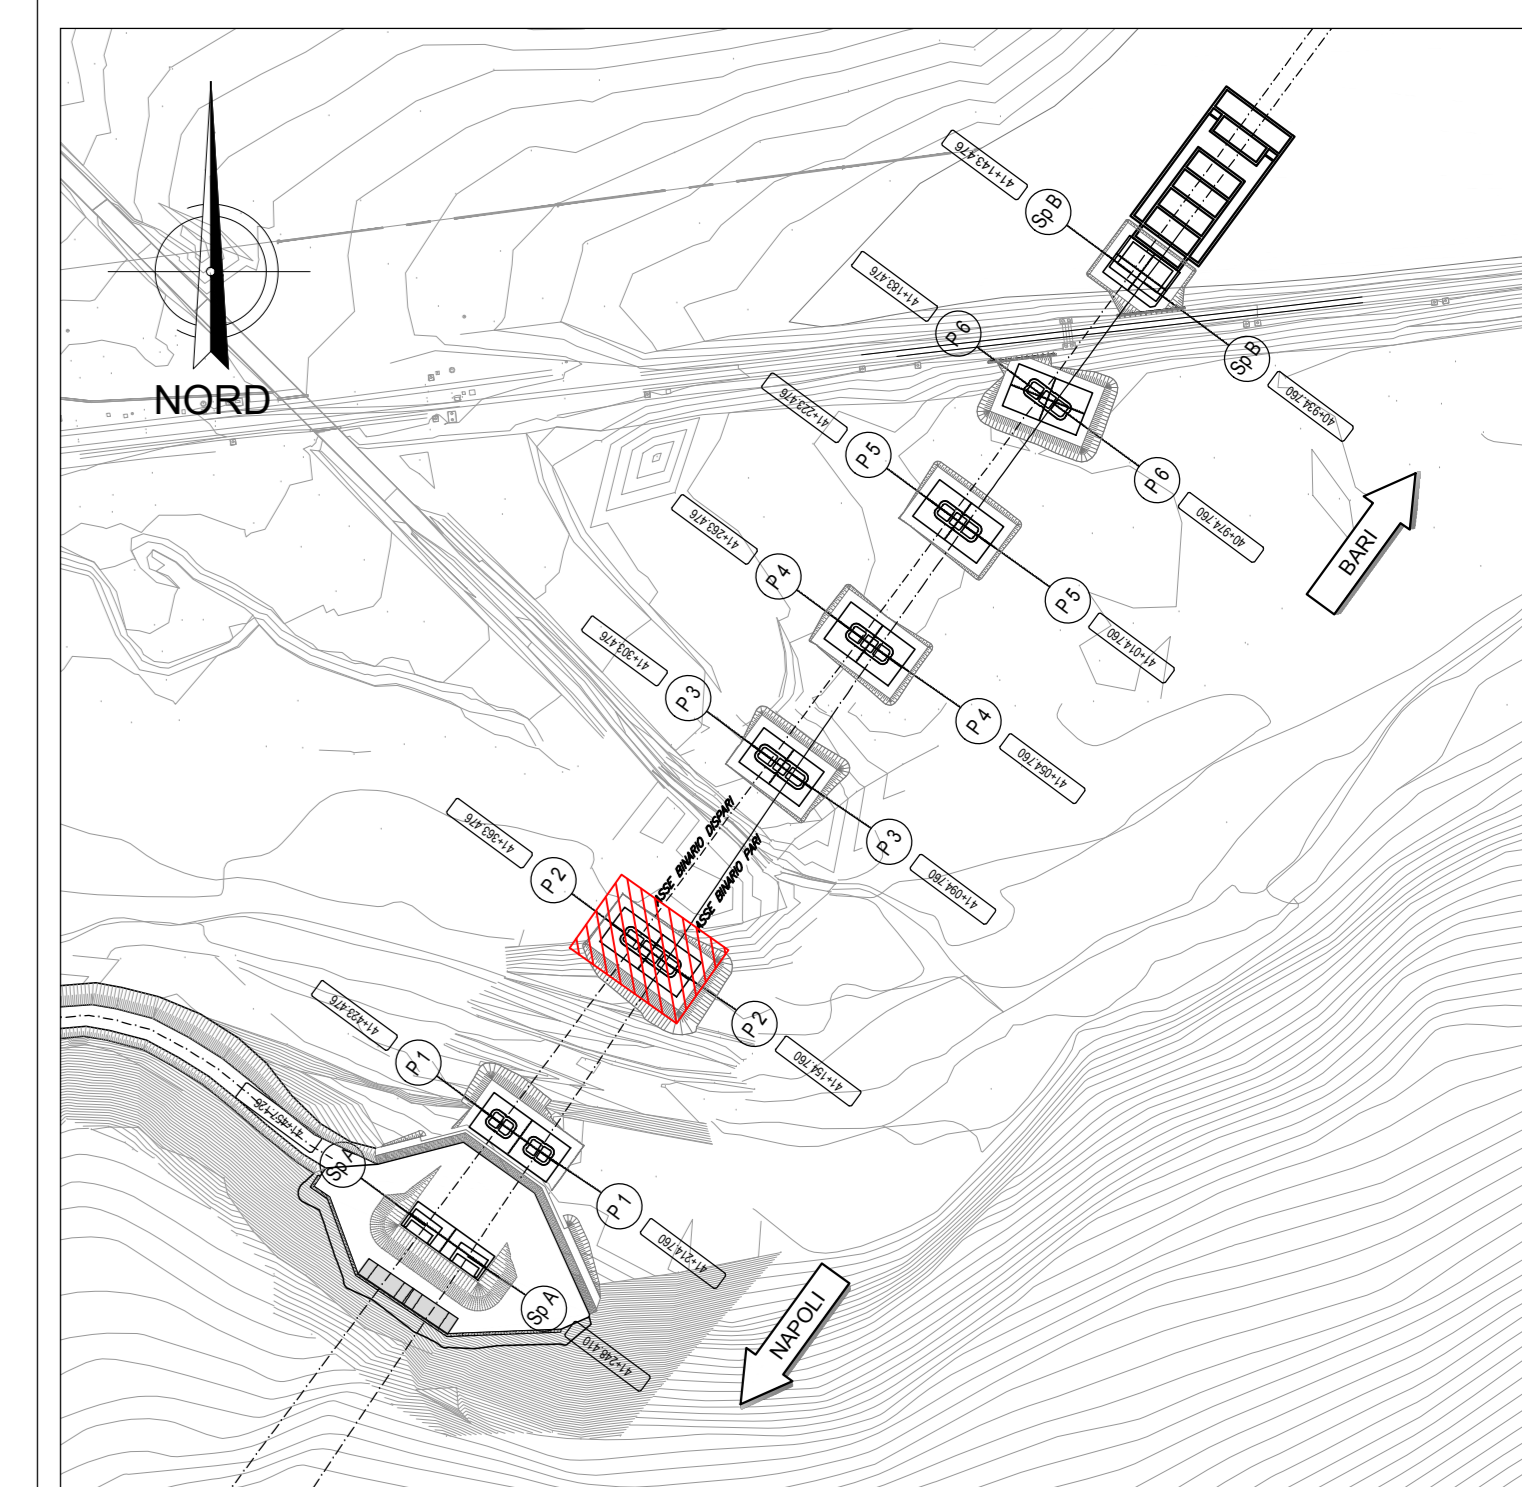 NORD
41+143.476
Sp B
41+183.476
P 6
Sp B
40+934.760
41+223.476
P 5
P 6
40+974.760
BARI
41+263.476
P 4
P 5
41+014.760
41+303.476
P 3
P 4
41+054.760
ASSE BINARIO DISPARI
ASSE BINARIO PARI
41+363.476
P 2
P 3
41+094.760
41+423.476
P 1
P 2
41+154.760
41+457.126
Sp A
P 1
41+214.760
Sp A
41+248.410
NAPOLI